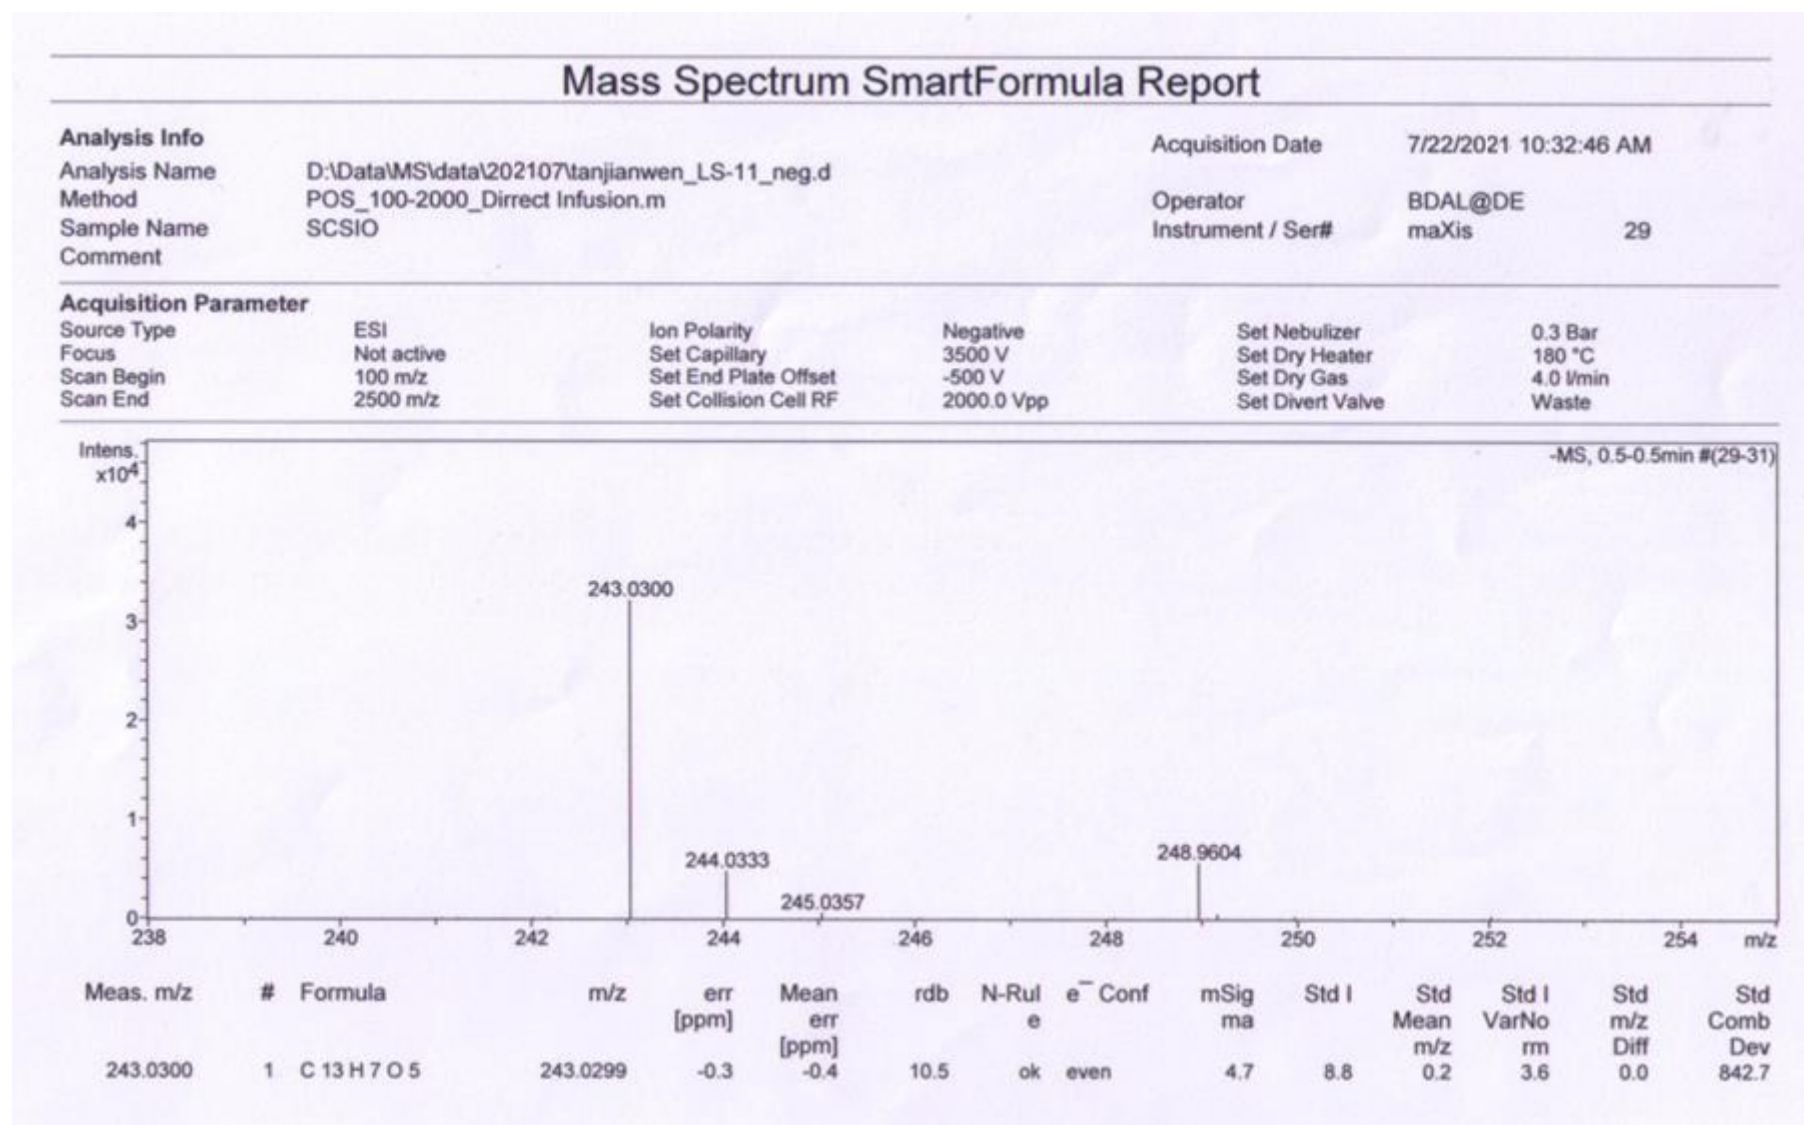 Mass Spectrum SmartFormula Report
Analysis Info
Acquisition Date 7/22/2021 10:32:46 AM
Analysis Name D:\Data\MS\data\202107\tanjianwen_LS-11_neg.d
Method POS_100-2000_Dirrect Infusion.m
Operator BDAL@DE
Sample Name SCSIO
Instrument / Ser# maXis 29
Comment
Acquisition Parameter
Source Type ESI Ion Polarity Negative Set Nebulizer 0.3 Bar
Focus Not active Set Capillary 3500 V Set Dry Heater 180 °C
Scan Begin 100 m/z Set End Plate Offset -500 V Set Dry Gas 4.0 l/min
Scan End 2500 m/z Set Collision Cell RF 2000.0 Vpp Set Divert Valve Waste
Intens.
x10⁴
-MS, 0.5-0.5min #(29-31)
4
243.0300
3
2
1
244.0333
248.9604
245.0357
0
238 240 242 244 246 248 250 252 254 m/z
Meas. m/z # Formula m/z err Mean rdb N-Rul e⁻ Conf mSig Std I Std Std I Std Std
[ppm] err e ma Mean VarNo m/z Comb
[ppm] m/z rm Diff Dev
243.0300 1 C 13 H 7 O 5 243.0299 -0.3 -0.4 10.5 ok even 4.7 8.8 0.2 3.6 0.0 842.7